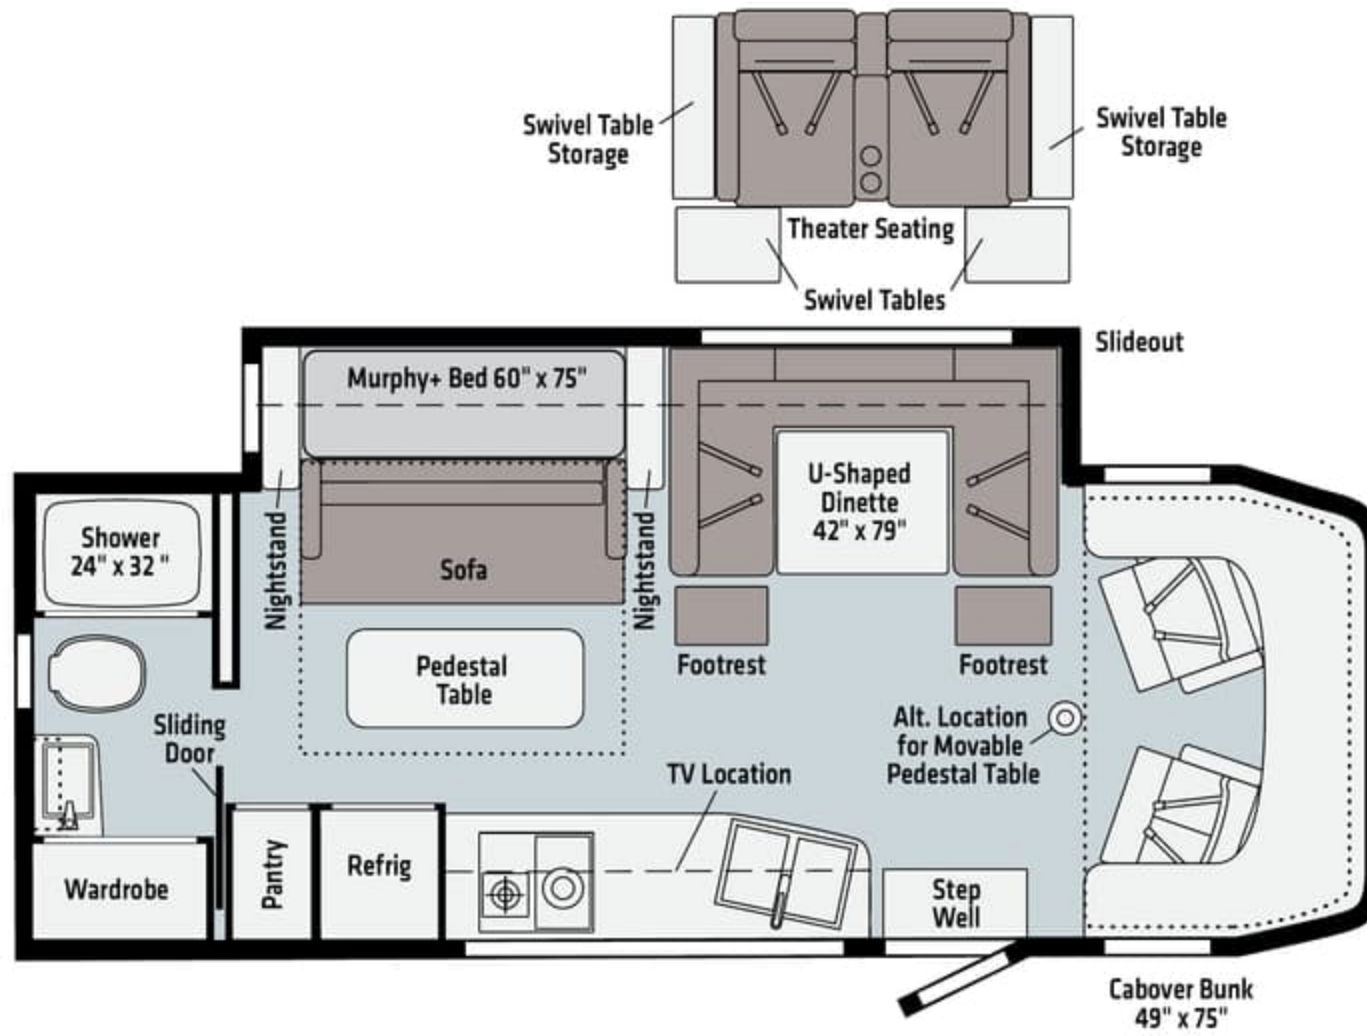 Swivel Table
Storage
Swivel Table
Storage
Theater Seating
Swivel Tables
Slideout
Murphy+ Bed 60" x 75"
U-Shaped
Dinette
42" x 79"
Shower
24" x 32 "
Nightstand
Sofa
Nightstand
Pedestal
Table
Footrest
Footrest
Sliding
Door
Alt. Location
for Movable
Pedestal Table
TV Location
Wardrobe
Pantry
Refrig
Step
Well
Cabover Bunk
49" x 75"